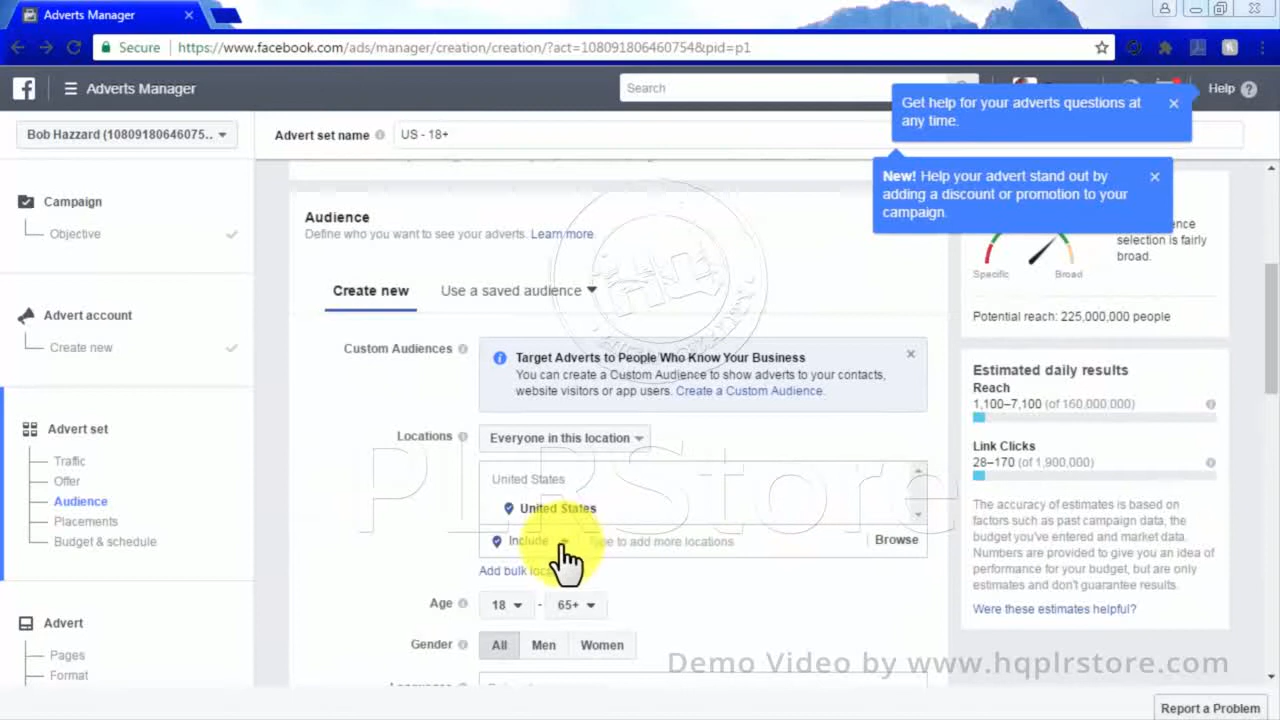 Adverts Manager
Secure
https://www.facebook.com/ads/manager/creation/creation/?act=10809180646075​4&pid=p1
Adverts Manager
Search
Help
Get help for your adverts questions at
any time.
Bob Hazzard (10809180646075..
Advert set name
US - 18+
New! Help your advert stand out by
adding a discount or promotion to your
campaign.
Campaign
Objective
Advert account
Create new
Advert set
Traffic
Offer
Audience
Placements
Budget & schedule
Advert
Pages
Format
Audience
Define who you want to see your adverts. Learn more.
Create new
Use a saved audience
Custom Audiences
Target Adverts to People Who Know Your Business
You can create a Custom Audience to show adverts to your contacts,
website visitors or app users. Create a Custom Audience.
Locations
Everyone in this location
United States
United States
Include
Type to add more locations
Browse
Add bulk
Age
18 - 65+
Gender
All
Men
Women
selection is fairly
broad.
Specific
Broad
Potential reach: 225,000,000 people
Estimated daily results
Reach
1,100–7,100 (of 160,000,000)
Link Clicks
28–170 (of 1,900,000)
The accuracy of estimates is based on
factors such as past campaign data, the
budget you've entered and market data.
Numbers are provided to give you an idea of
performance for your budget, but are only
estimates and don't guarantee results.
Were these estimates helpful?
HQ
PLRStore
Demo Video by www.hqplrstore.com
Report a Problem